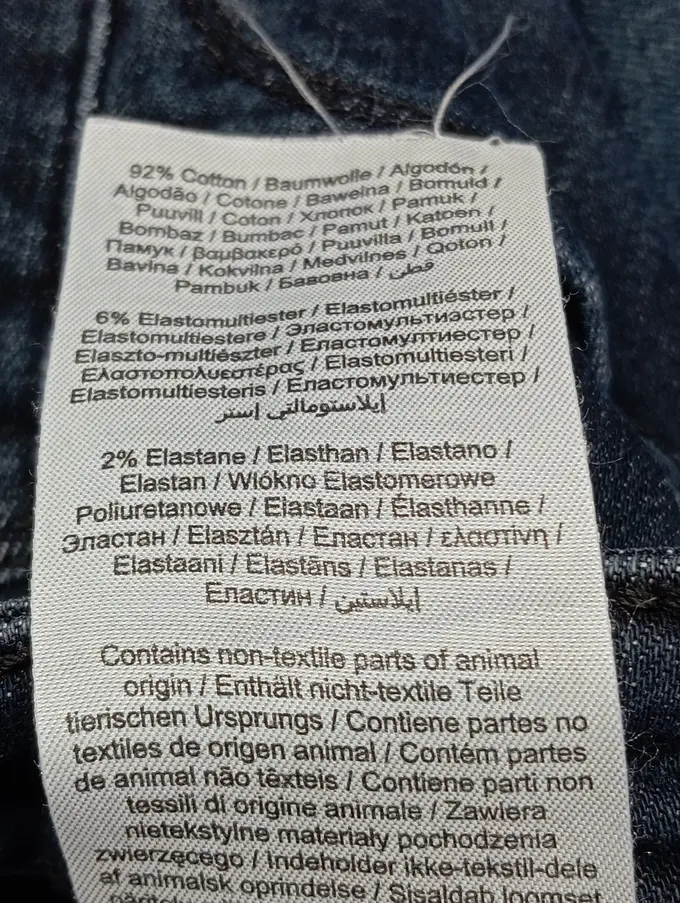 92% Cotton / Baumwolle / Algodón /
Algodão / Cotone / Bawełna / Bomuld /
Puuvill / Coton / Хлопок / Pamuk /
Bombaz / Bumbac / Pamut / Katoen /
Памук / βαμβακερό / Puuvilla / Bomull /
Bavlna / Kokvilna / Medvilnes / Qoton /
Pambuk / Бавовна / قطن
6% Elastomultiester / Elastomultiéster /
Elastomultiestere / Эластомультиэстер /
Elaszto-multiészter / Еластомултиестер /
Ελαστοπολυεστέρας / Elastomultiesteri /
Elastomultiesteris / Еластомультиестер /
إيلاستومالتي إستر
2% Elastane / Elasthan / Elastano /
Elastan / Włókno Elastomerowe
Poliuretanowe / Elastaan / Élasthanne /
Эластан / Elasztán / Еластан / ελαστίνη /
Elastaani / Elastāns / Elastanas /
Еластин / إيلاستين
Contains non-textile parts of animal
origin / Enthält nicht-textile Teile
tierischen Ursprungs / Contiene partes no
textiles de origen animal / Contém partes
de animal não têxteis / Contiene parti non
tessili di origine animale / Zawiera
nietekstylne materiały pochodzenia
zwierzęcego / Indeholder ikke-tekstil-dele
af animalsk oprindelse / Sisaldab loomset